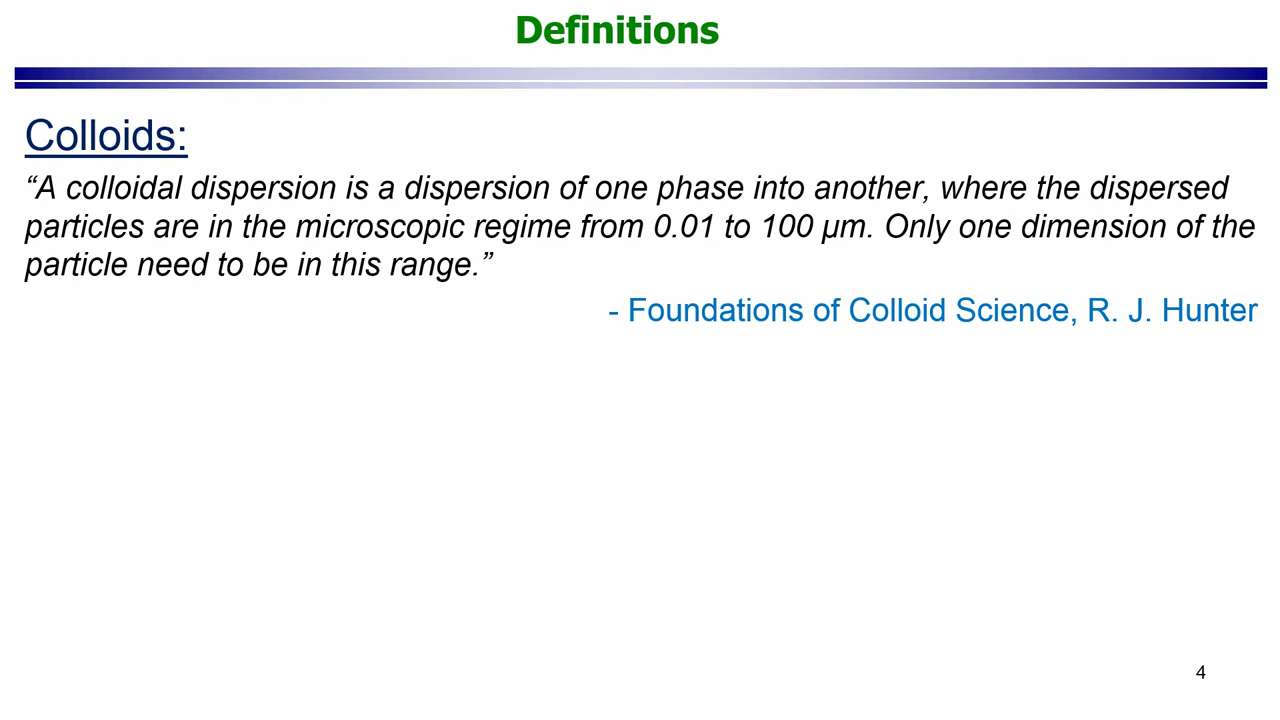 Definitions
Colloids:
“A colloidal dispersion is a dispersion of one phase into another, where the dispersed
particles are in the microscopic regime from 0.01 to 100 µm. Only one dimension of the
particle need to be in this range.”
- Foundations of Colloid Science, R. J. Hunter
4